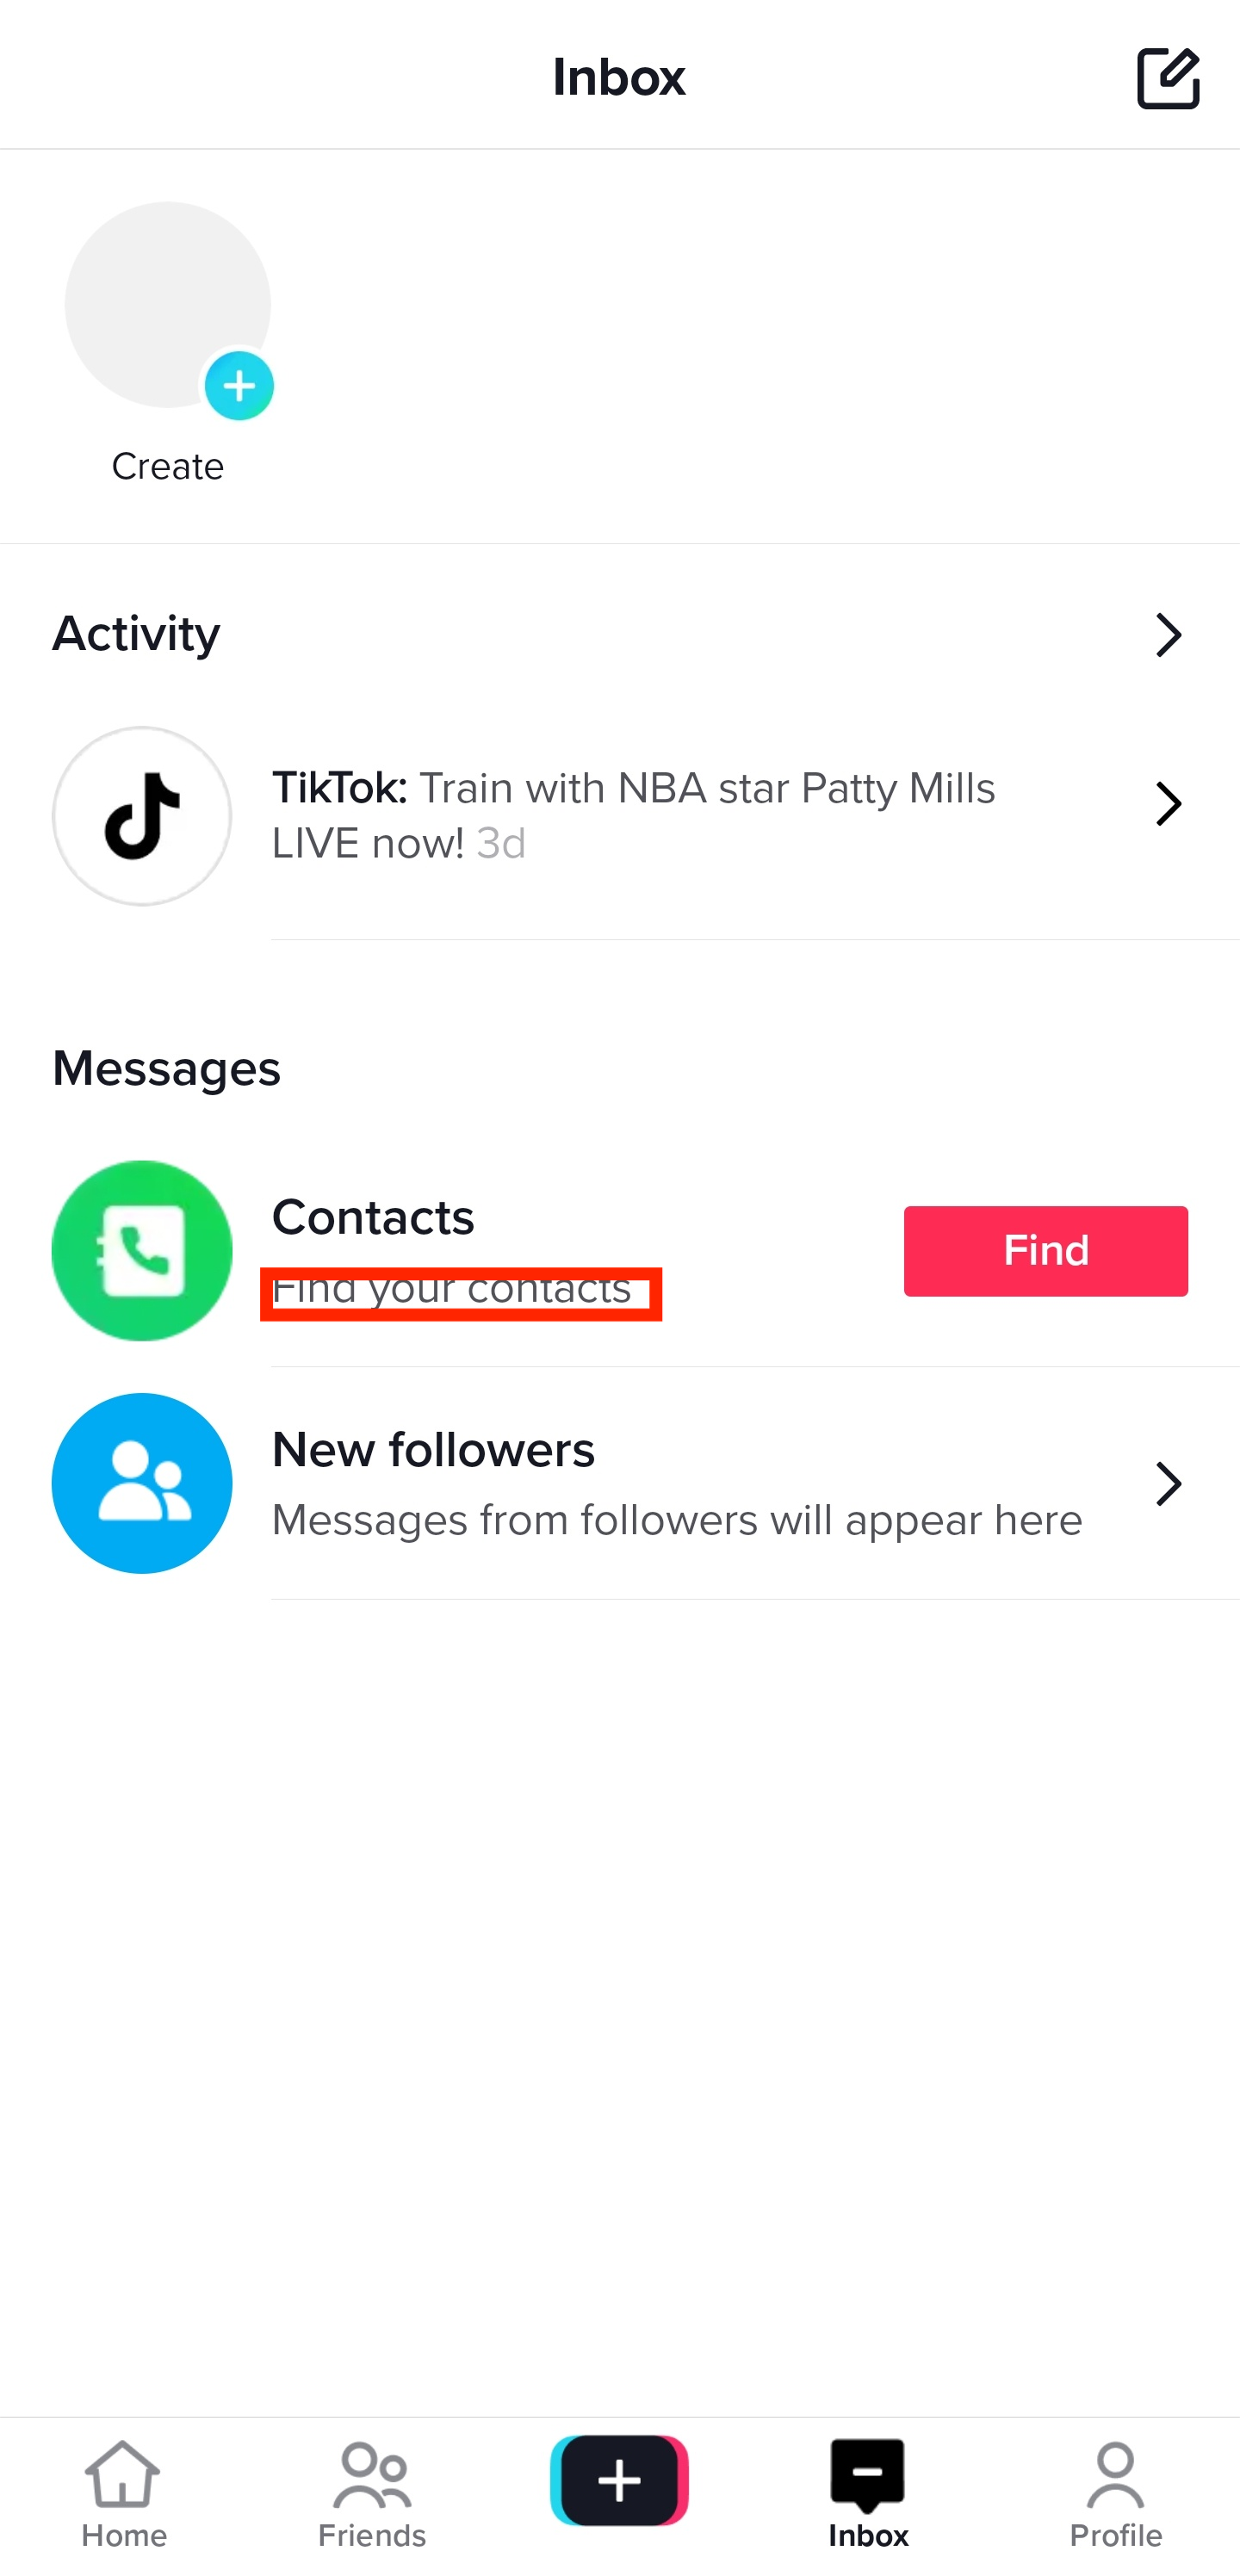 Inbox
Create
Activity
TikTok: Train with NBA star Patty Mills
LIVE now! 3d
Messages
Contacts
Find your contacts
Find
New followers
Messages from followers will appear here
Home
Friends
Inbox
Profile